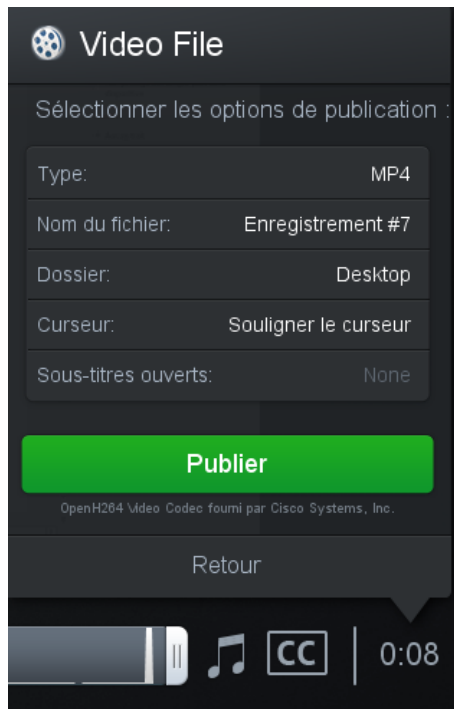 Video File
Sélectionner les options de publication :
Type: MP4
Nom du fichier: Enregistrement #7
Dossier: Desktop
Curseur: Souligner le curseur
Sous-titres ouverts: None
Publier
OpenH264 Video Codec fourni par Cisco Systems, Inc.
Retour
CC 0:08